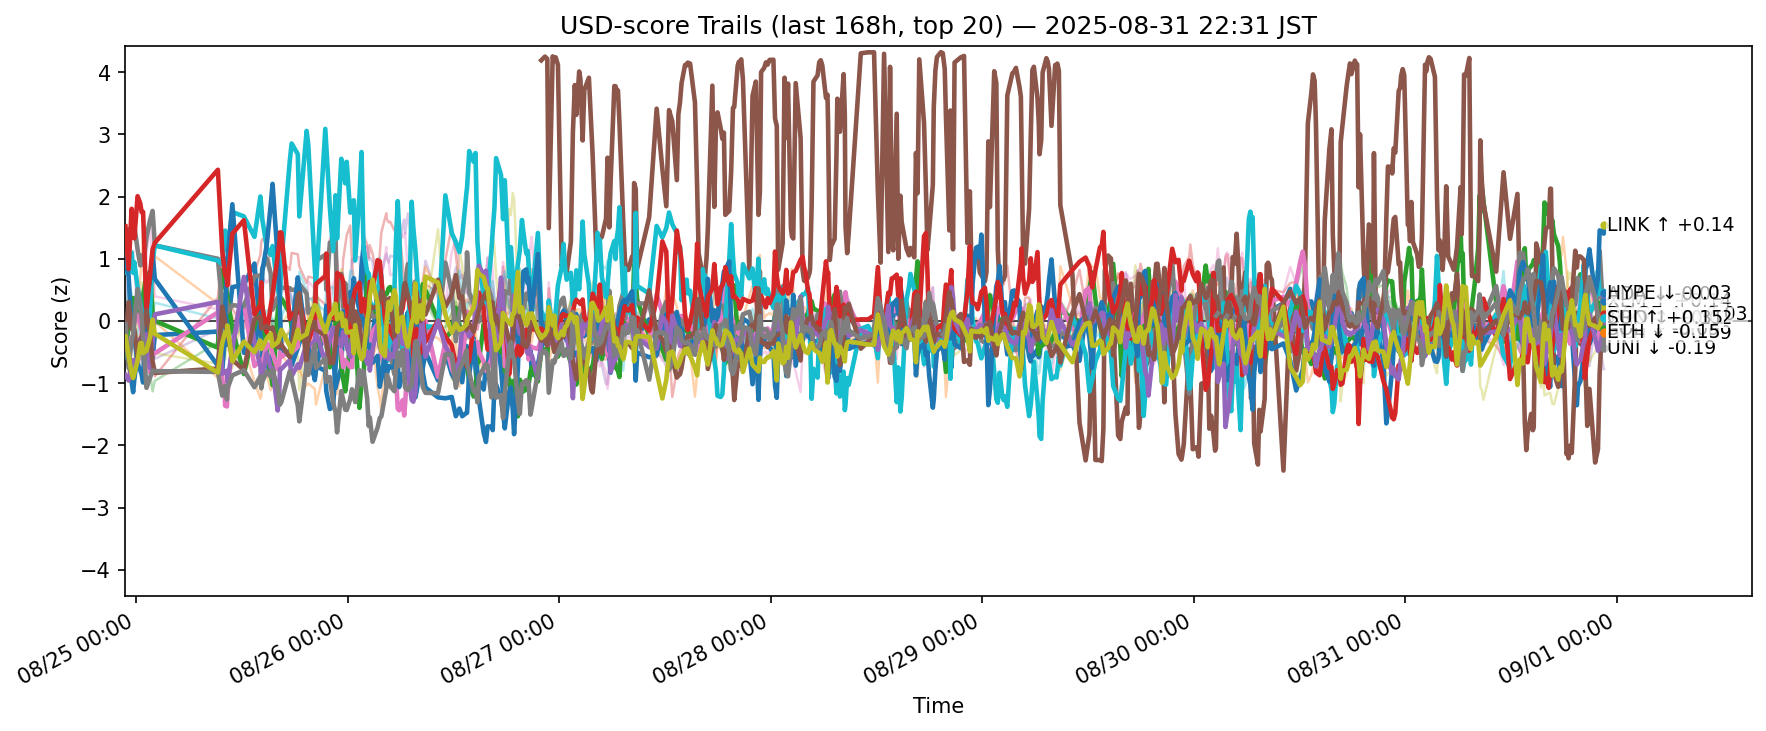 USD-score Trails (last 168h, top 20) — 2025-08-31 22:31 JST
Score (z)
4
3
2
1
0
−1
−2
−3
−4
LINK ↑ +0.14
HYPE ↓ -0.03
SUI ↑ +0.152
ETH ↓ -0.159
UNI ↓ -0.19
08/25 00:00
08/26 00:00
08/27 00:00
08/28 00:00
08/29 00:00
08/30 00:00
08/31 00:00
09/01 00:00
Time